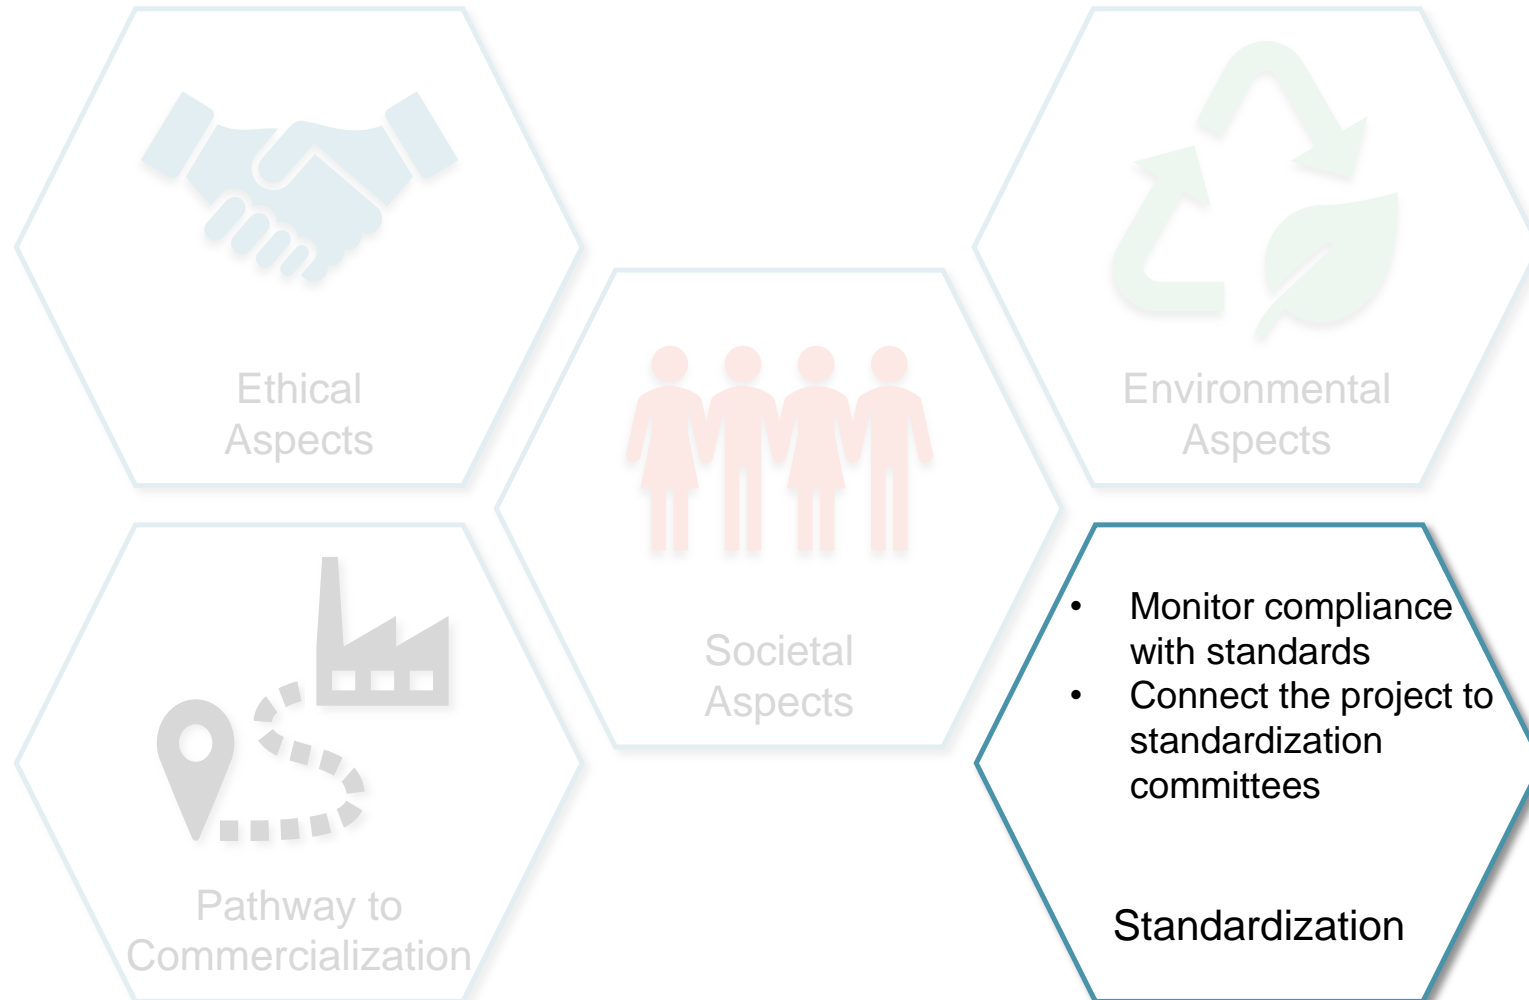 Ethical
Aspects
Environmental
Aspects
Societal
Aspects
Pathway to
Commercialization
• Monitor compliance
with standards
• Connect the project to
standardization
committees
Standardization